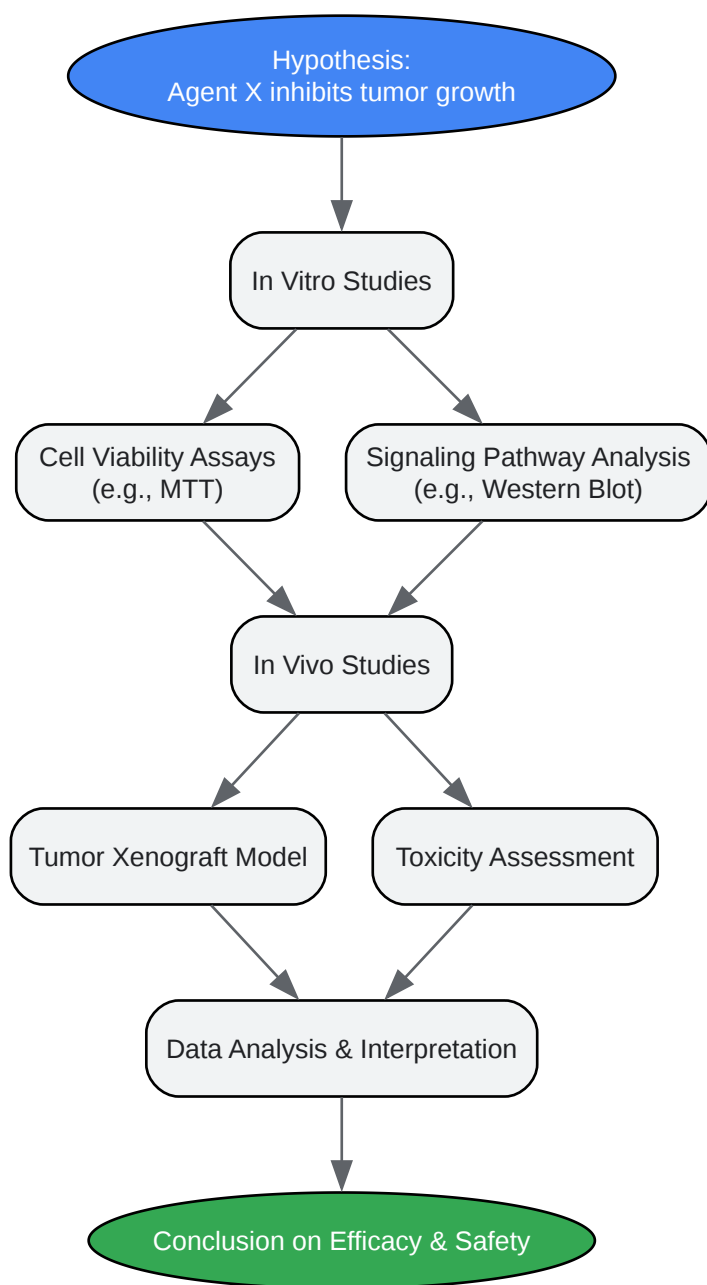 Hypothesis:
Agent X inhibits tumor growth
In Vitro Studies
Cell Viability Assays
(e.g., MTT)
Signaling Pathway Analysis
(e.g., Western Blot)
In Vivo Studies
Tumor Xenograft Model
Toxicity Assessment
Data Analysis & Interpretation
Conclusion on Efficacy & Safety